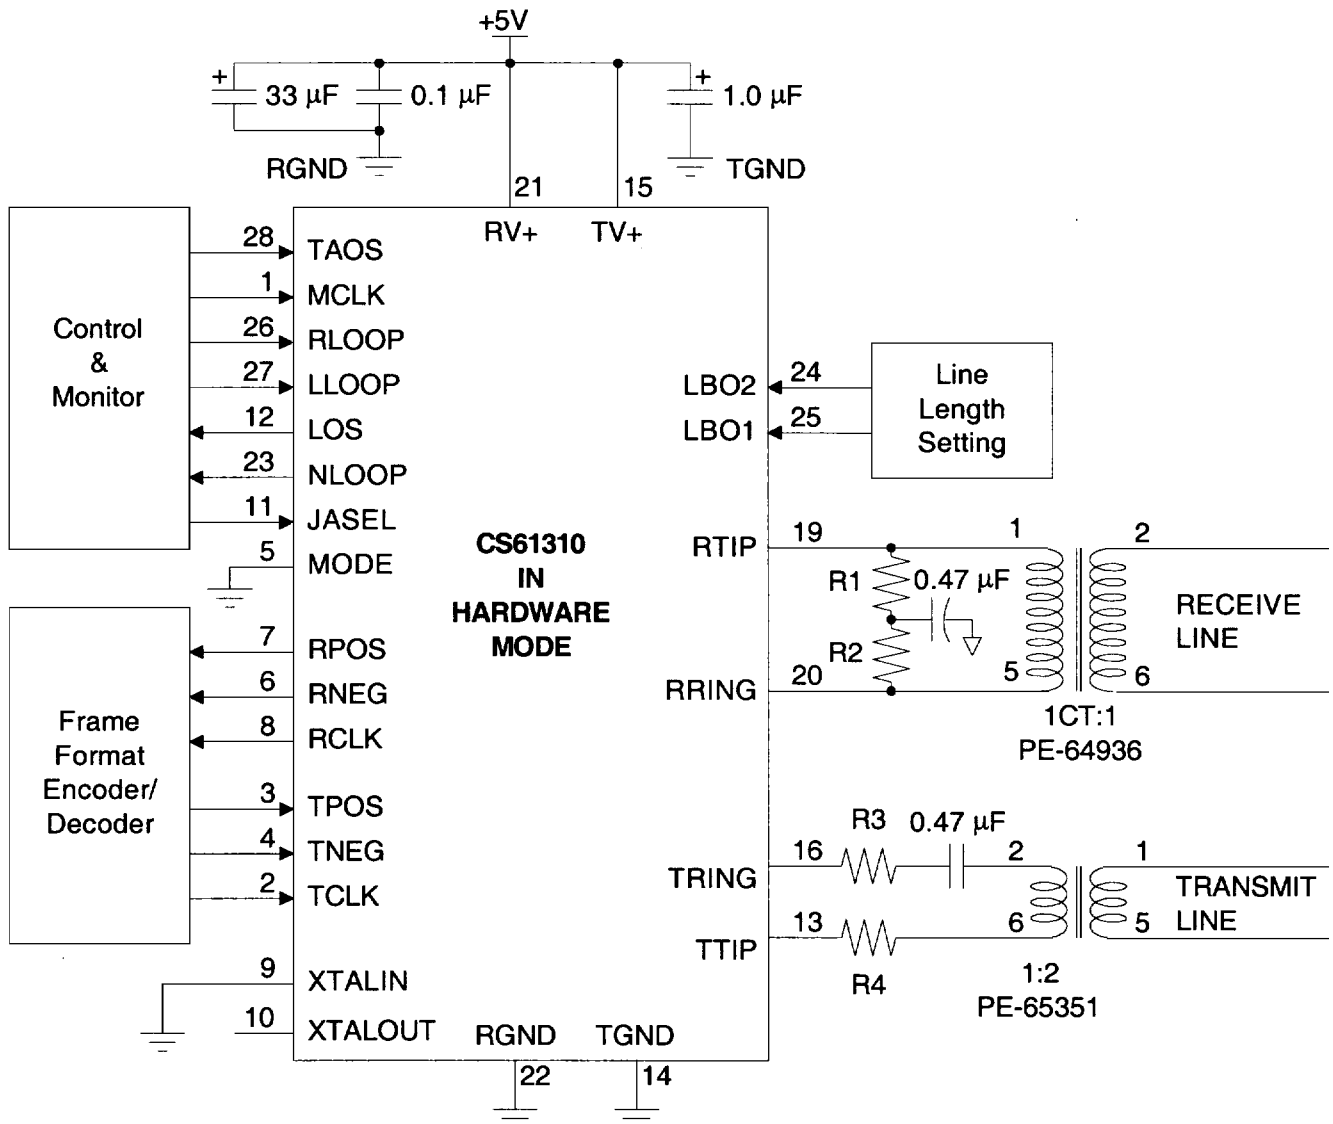 +5V
+
33 µF
0.1 µF
+
1.0 µF
RGND
TGND
21
15
RV+
TV+
Control
&
Monitor
28
TAOS
1
MCLK
26
RLOOP
27
LLOOP
12
LOS
23
NLOOP
11
JASEL
5
MODE
LBO2
24
LBO1
25
Line
Length
Setting
CS61310
IN
HARDWARE
MODE
RTIP
19
R1
0.47 µF
R2
RRING
20
1
2
5
6
RECEIVE
LINE
1CT:1
PE-64936
Frame
Format
Encoder/
Decoder
7
RPOS
6
RNEG
8
RCLK
3
TPOS
4
TNEG
2
TCLK
TRING
16
R3
0.47 µF
2
1
TTIP
13
R4
6
5
TRANSMIT
LINE
1:2
PE-65351
9
XTALIN
10
XTALOUT
RGND
TGND
22
14